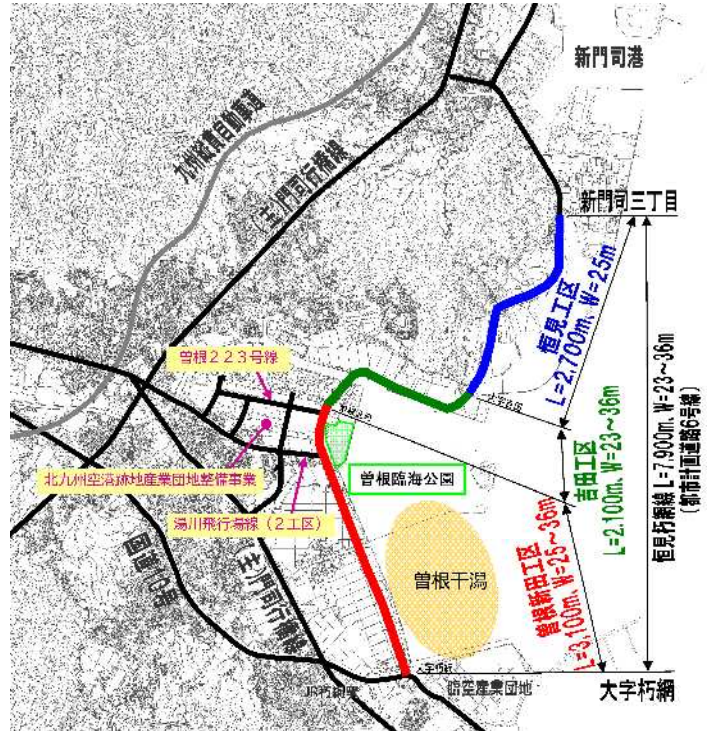 新門司港
九州縦貫自動車道
(主)門司行橋線
新門司三丁目
恒見工区
L=2,700m、W=25m
曽根２２３号線
北九州空港跡地産業団地整備事業
曽根臨海公園
湯川飛行場線（２工区）
吉田工区
L=2,100m、W=23～36m
恒見朽網線 L=7,900m、W=23～36m
(都市計画道路6号線)
国道10号
(主)門司行橋線
曽根干潟
曽根新田工区
L=3,100m、W=25～36m
大字朽網
臨空産業団地